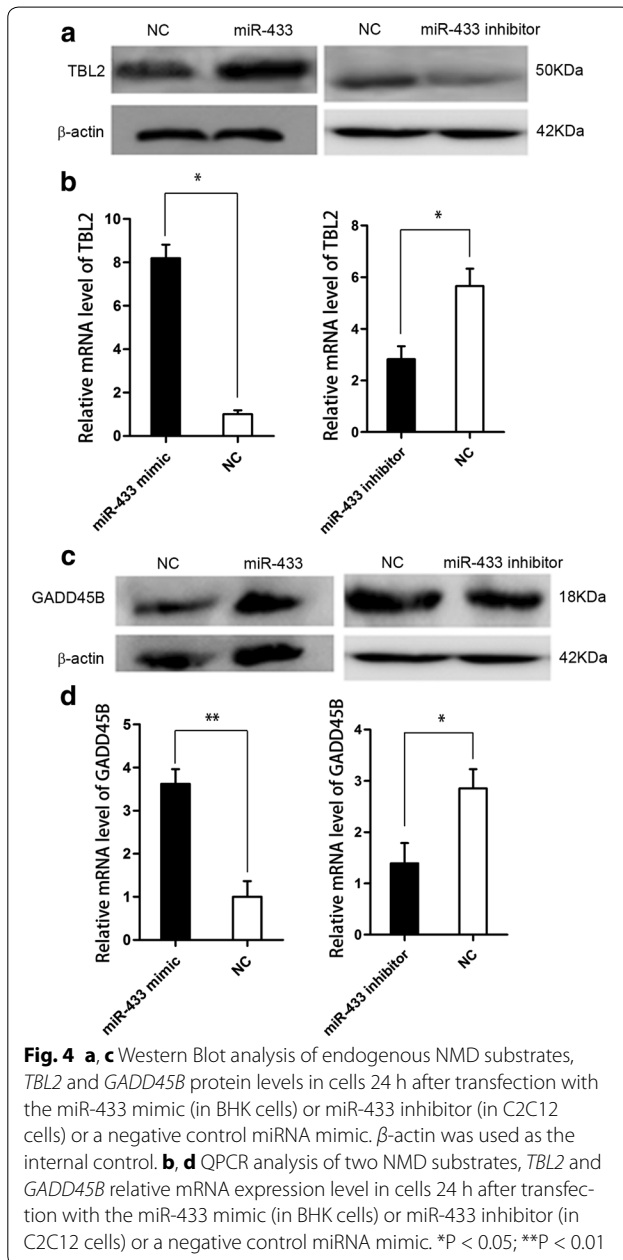 a
NC miR-433 NC miR-433 inhibitor
TBL2 50KDa
β-actin 42KDa
b
* *
Relative mRNA level of TBL2
10
8
6
4
2
0
miR-433 mimic NC
Relative mRNA level of TBL2
8
6
4
2
0
miR-433 inhibitor NC
c
NC miR-433 NC miR-433 inhibitor
GADD45B 18KDa
β-actin 42KDa
d
** *
Relative mRNA level of GADD45B
5
4
3
2
1
0
miR-433 mimic NC
Relative mRNA level of GADD45B
4
3
2
1
0
miR-433 inhibitor NC
Fig. 4 a, c Western Blot analysis of endogenous NMD substrates,
TBL2 and GADD45B protein levels in cells 24 h after transfection with
the miR-433 mimic (in BHK cells) or miR-433 inhibitor (in C2C12
cells) or a negative control miRNA mimic. β-actin was used as the
internal control. b, d QPCR analysis of two NMD substrates, TBL2 and
GADD45B relative mRNA expression level in cells 24 h after transfec-
tion with the miR-433 mimic (in BHK cells) or miR-433 inhibitor (in
C2C12 cells) or a negative control miRNA mimic. *P < 0.05; **P < 0.01